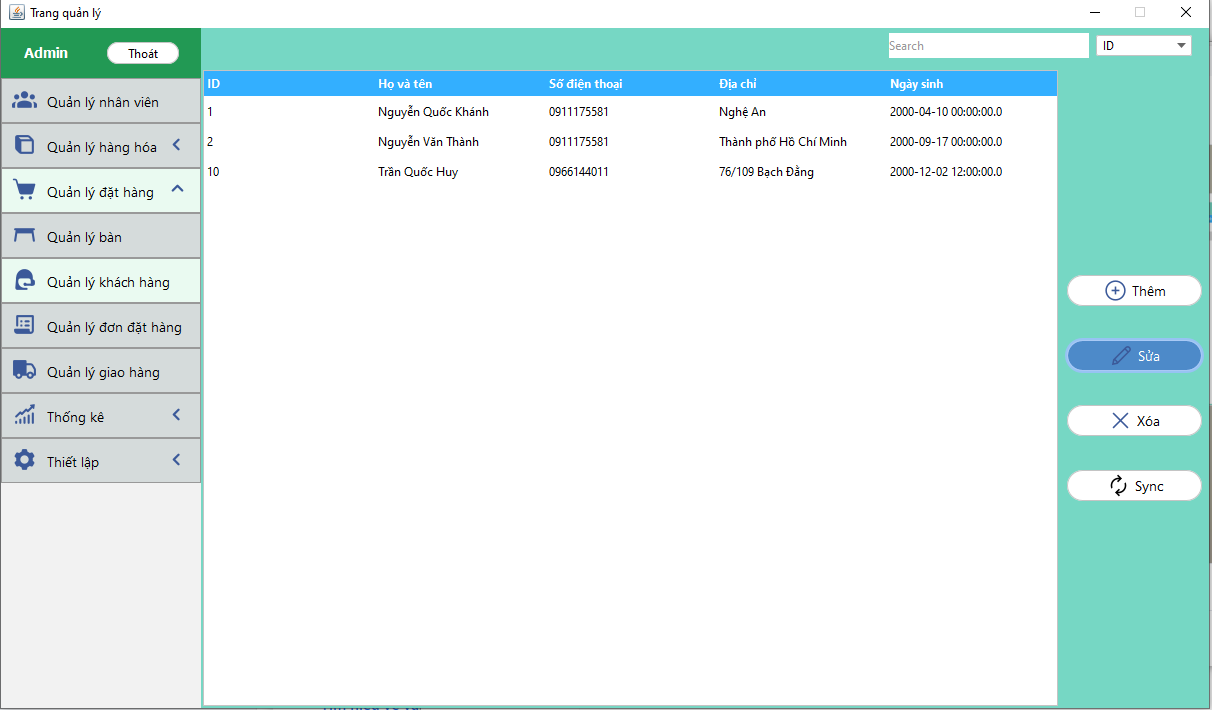 Trang quản lý
Admin
Thoát
Search
ID
Quản lý nhân viên
Quản lý hàng hóa
Quản lý đặt hàng
Quản lý bàn
Quản lý khách hàng
Quản lý đơn đặt hàng
Quản lý giao hàng
Thống kê
Thiết lập
ID Họ và tên Số điện thoại Địa chỉ Ngày sinh
1 Nguyễn Quốc Khánh 0911175581 Nghệ An 2000-04-10 00:00:00.0
2 Nguyễn Văn Thành 0911175581 Thành phố Hồ Chí Minh 2000-09-17 00:00:00.0
10 Trần Quốc Huy 0966144011 76/109 Bạch Đằng 2000-12-02 12:00:00.0
Thêm
Sửa
Xóa
Sync